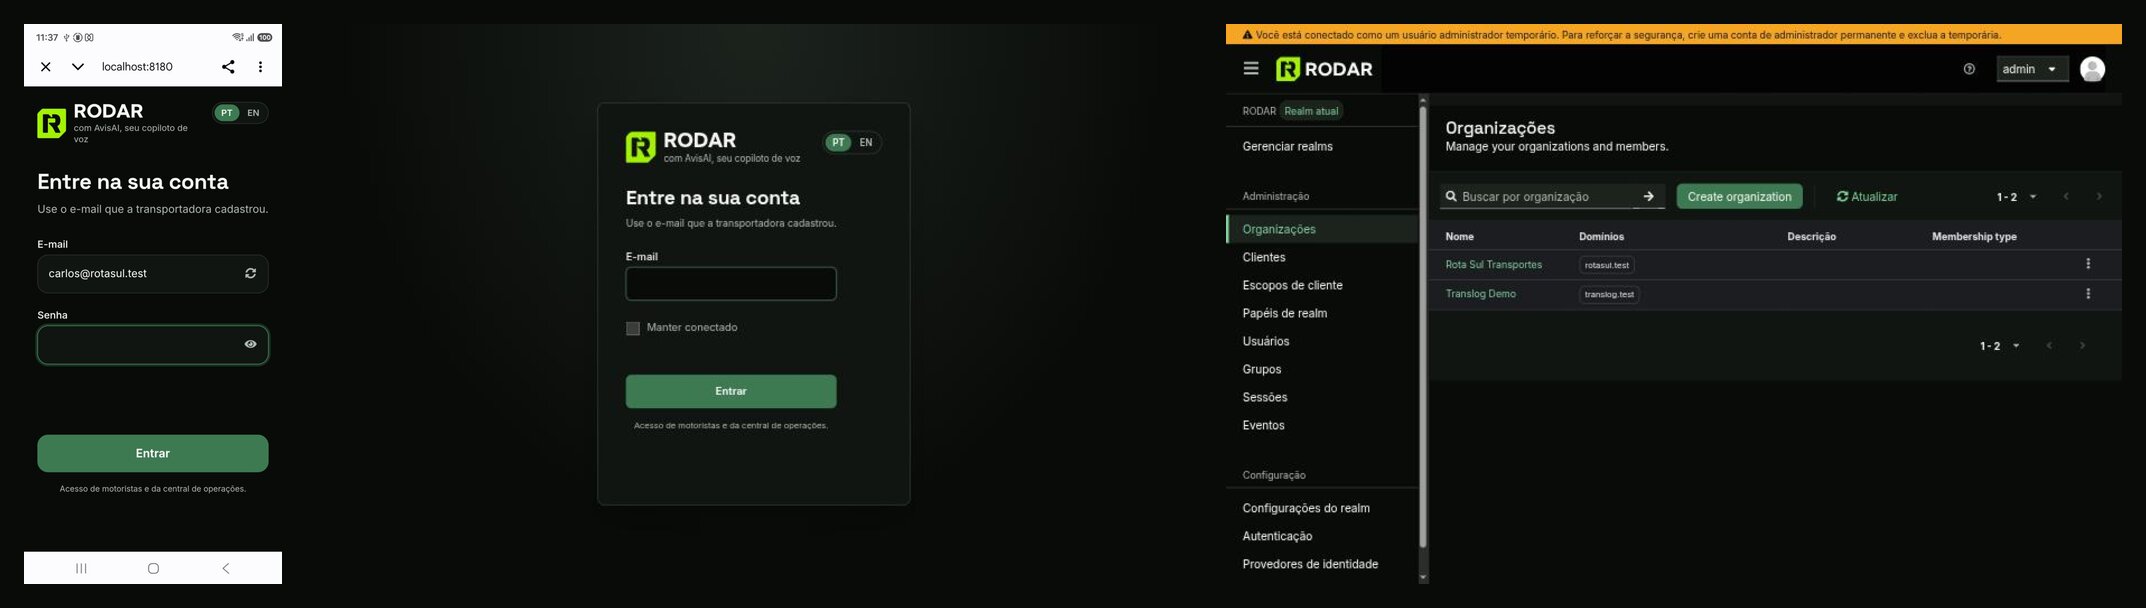 11:37
100
localhost:8180
RODAR
com AvisAI, seu copiloto de
voz
PT EN
Entre na sua conta
Use o e-mail que a transportadora cadastrou.
E-mail
carlos@rotasul.test
Senha
Entrar
Acesso de motoristas e da central de operações.
RODAR
com AvisAI, seu copiloto de voz
PT EN
Entre na sua conta
Use o e-mail que a transportadora cadastrou.
E-mail
Manter conectado
Entrar
Acesso de motoristas e da central de operações.
Você está conectado como um usuário administrador temporário. Para reforçar a segurança, crie uma conta de administrador permanente e exclua a temporária.
RODAR
admin
RODAR Realm atual
Gerenciar realms
Administração
Organizações
Clientes
Escopos de cliente
Papéis de realm
Usuários
Grupos
Sessões
Eventos
Configuração
Configurações do realm
Autenticação
Provedores de identidade
Organizações
Manage your organizations and members.
Buscar por organização
Create organization
Atualizar
1 - 2
Nome Domínios Descrição Membership type
Rota Sul Transportes rotasul.test
Translog Demo translog.test
1 - 2